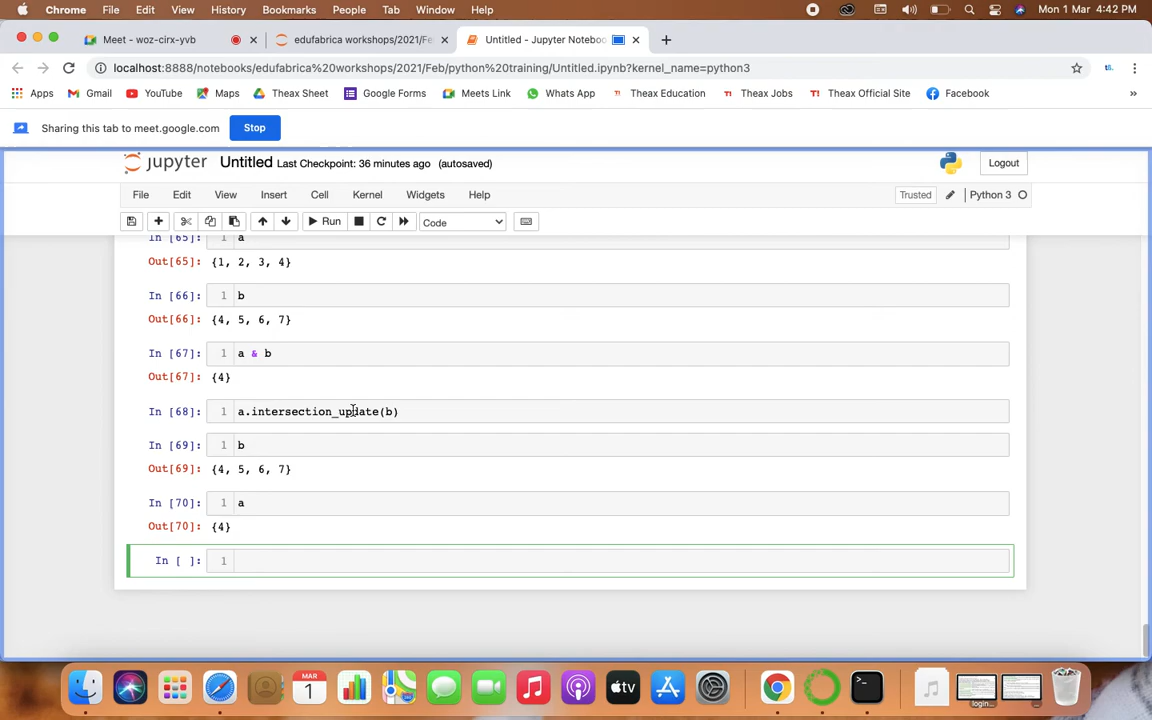 Chrome File Edit View History Bookmarks People Tab Window Help Mon 1 Mar 4:42 PM
Meet - woz-cirx-yvb edufabrica workshops/2021/Fe Untitled - Jupyter Noteboo
localhost:8888/notebooks/edufabrica%20workshops/2021/Feb/python%20training/Untitled.ipynb?kernel_name=python3
Apps Gmail YouTube Maps Theax Sheet Google Forms Meets Link Whats App Theax Education Theax Jobs Theax Official Site Facebook »
Sharing this tab to meet.google.com Stop
jupyter Untitled Last Checkpoint: 36 minutes ago (autosaved) Logout
File Edit View Insert Cell Kernel Widgets Help Trusted Python 3
Run Code
In [65]: 1 a
Out[65]: {1, 2, 3, 4}
In [66]: 1 b
Out[66]: {4, 5, 6, 7}
In [67]: 1 a & b
Out[67]: {4}
In [68]: 1 a.intersection_update(b)
In [69]: 1 b
Out[69]: {4, 5, 6, 7}
In [70]: 1 a
Out[70]: {4}
In [ ]: 1
MAR
1 tv >_ login...